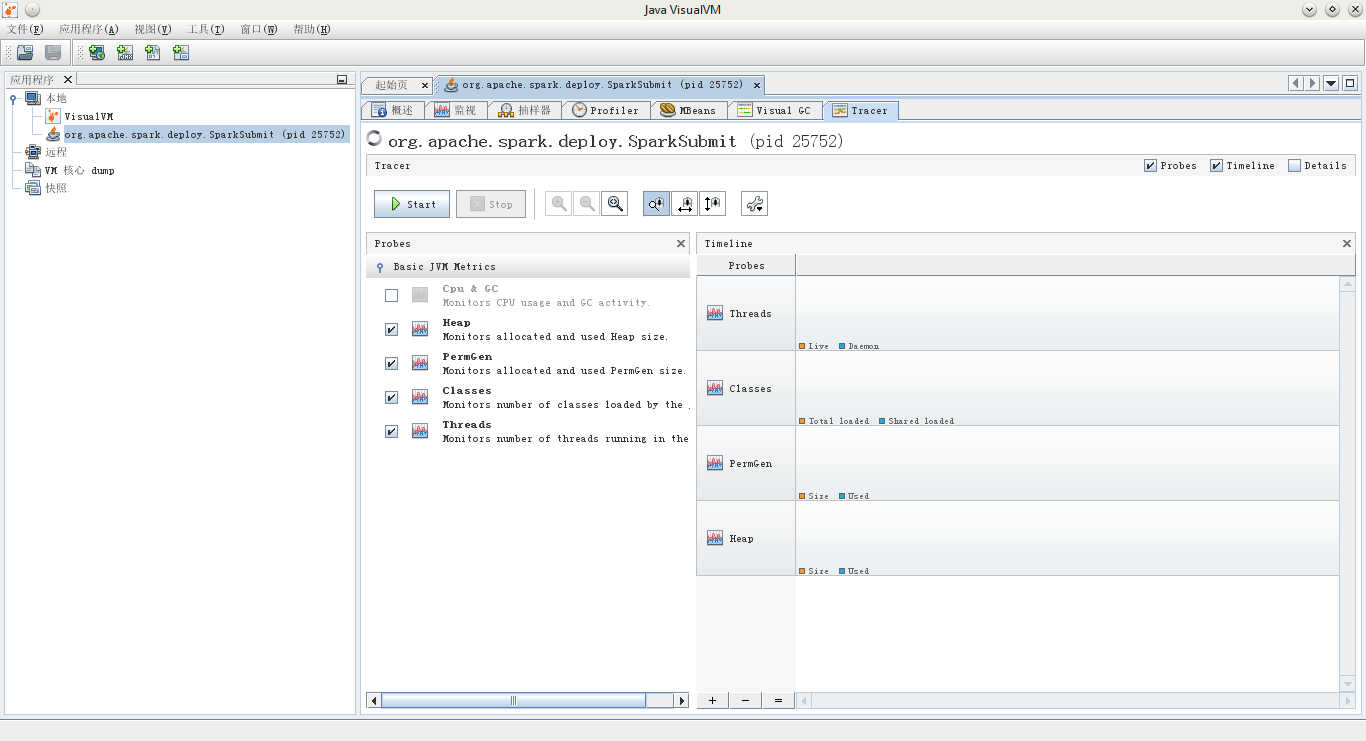 Java VisualVM
文件(F) 应用程序(A) 视图(V) 工具(T) 窗口(W) 帮助(H)
应用程序
本地
VisualVM
org.apache.spark.deploy.SparkSubmit (pid 25752)
远程
VM 核心 dump
快照
起始页 org.apache.spark.deploy.SparkSubmit (pid 25752)
概述 监视 抽样器 Profiler MBeans Visual GC Tracer
org.apache.spark.deploy.SparkSubmit (pid 25752)
Tracer Probes Timeline Details
Start Stop
Probes
Basic JVM Metrics
Cpu & GC
Monitors CPU usage and GC activity.
Heap
Monitors allocated and used Heap size.
PermGen
Monitors allocated and used PermGen size.
Classes
Monitors number of classes loaded by the
Threads
Monitors number of threads running in the
Timeline
Probes
Threads
Live Daemon
Classes
Total loaded Shared loaded
PermGen
Size Used
Heap
Size Used
+ - =